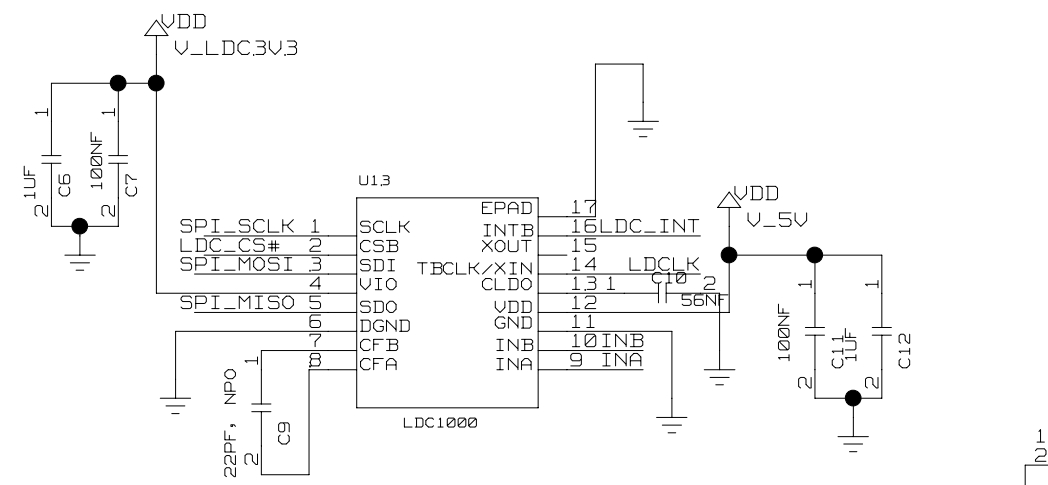 VDD
V_LDC3V3
1
1
1UF
C6
100NF
C7
2
2
U13
EPAD 17
SPI_SCLK 1 SCLK
INTB 16 LDC_INT
LDC_CS# 2 CSB
XOUT 15
SPI_MOSI 3 SDI
TBCLK/XIN 14 LDCLK
4 VIO
CLDO 13 1 C10 2
56NF
SPI_MISO 5 SDO
VDD 12
6 DGND
GND 11
7 CFB
INB 10 INB
8 CFA
INA 9 INA
LDC1000
1
22PF, NPO
C9
2
VDD
V_5V
1
1
100NF
C11
1UF
C12
2
2
1
2